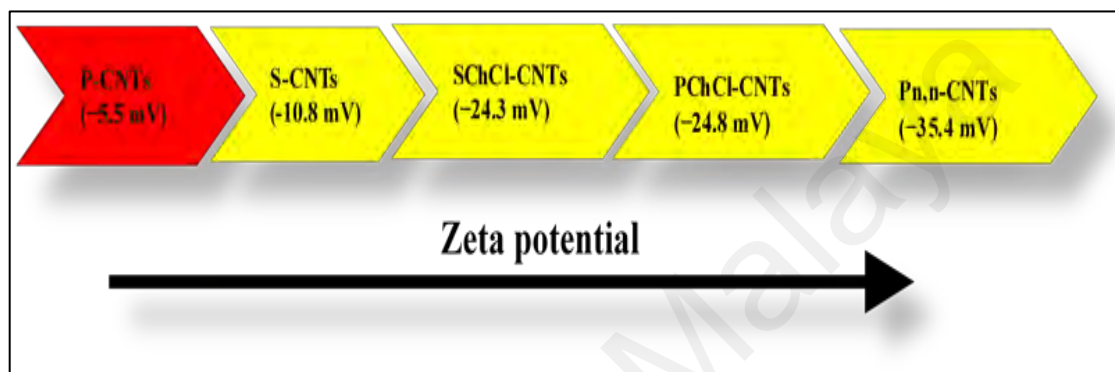 P-CNTs
(−5.5 mV)
S-CNTs
(-10.8 mV)
SChCl-CNTs
(−24.3 mV)
PChCl-CNTs
(−24.8 mV)
Pn,n-CNTs
(−35.4 mV)
Zeta potential
Malaya